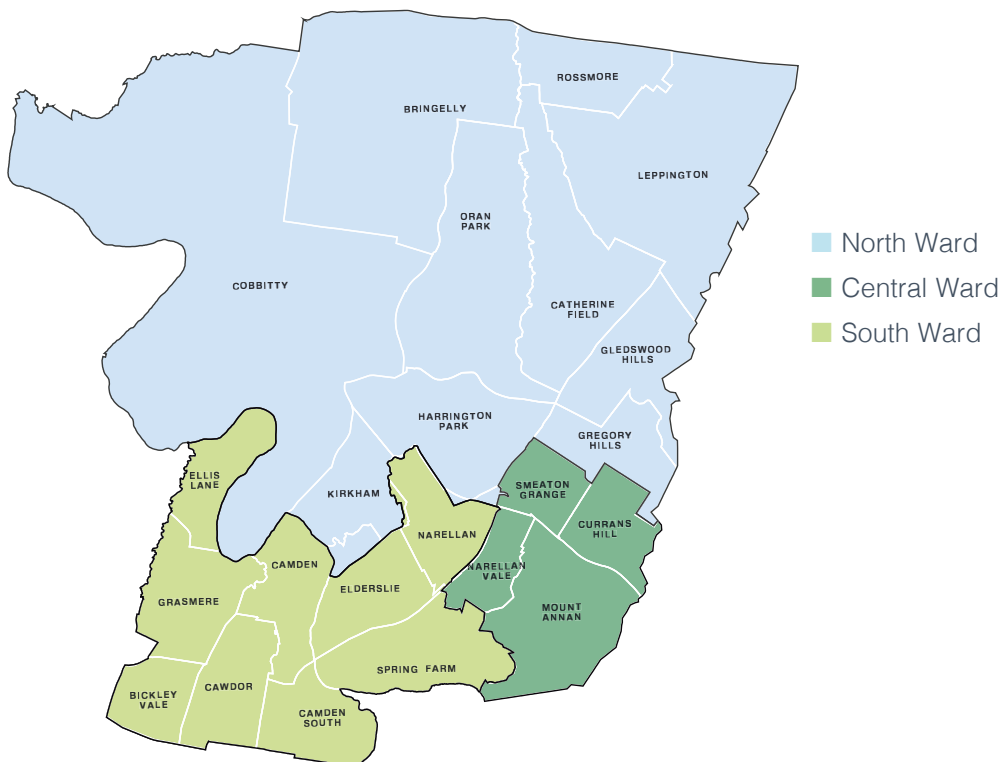 ROSSMORE
BRINGELLY
LEPPINGTON
ORAN
PARK
North Ward
COBBITTY
Central Ward
CATHERINE
FIELD
South Ward
GLEDSWOOD
HILLS
HARRINGTON
PARK
GREGORY
HILLS
ELLIS
LANE
SMEATON
GRANGE
KIRKHAM
CURRANS
HILL
NARELLAN
CAMDEN
NARELLAN
VALE
ELDERSLIE
GRASMERE
MOUNT
ANNAN
SPRING FARM
CAWDOR
BICKLEY
VALE
CAMDEN
SOUTH